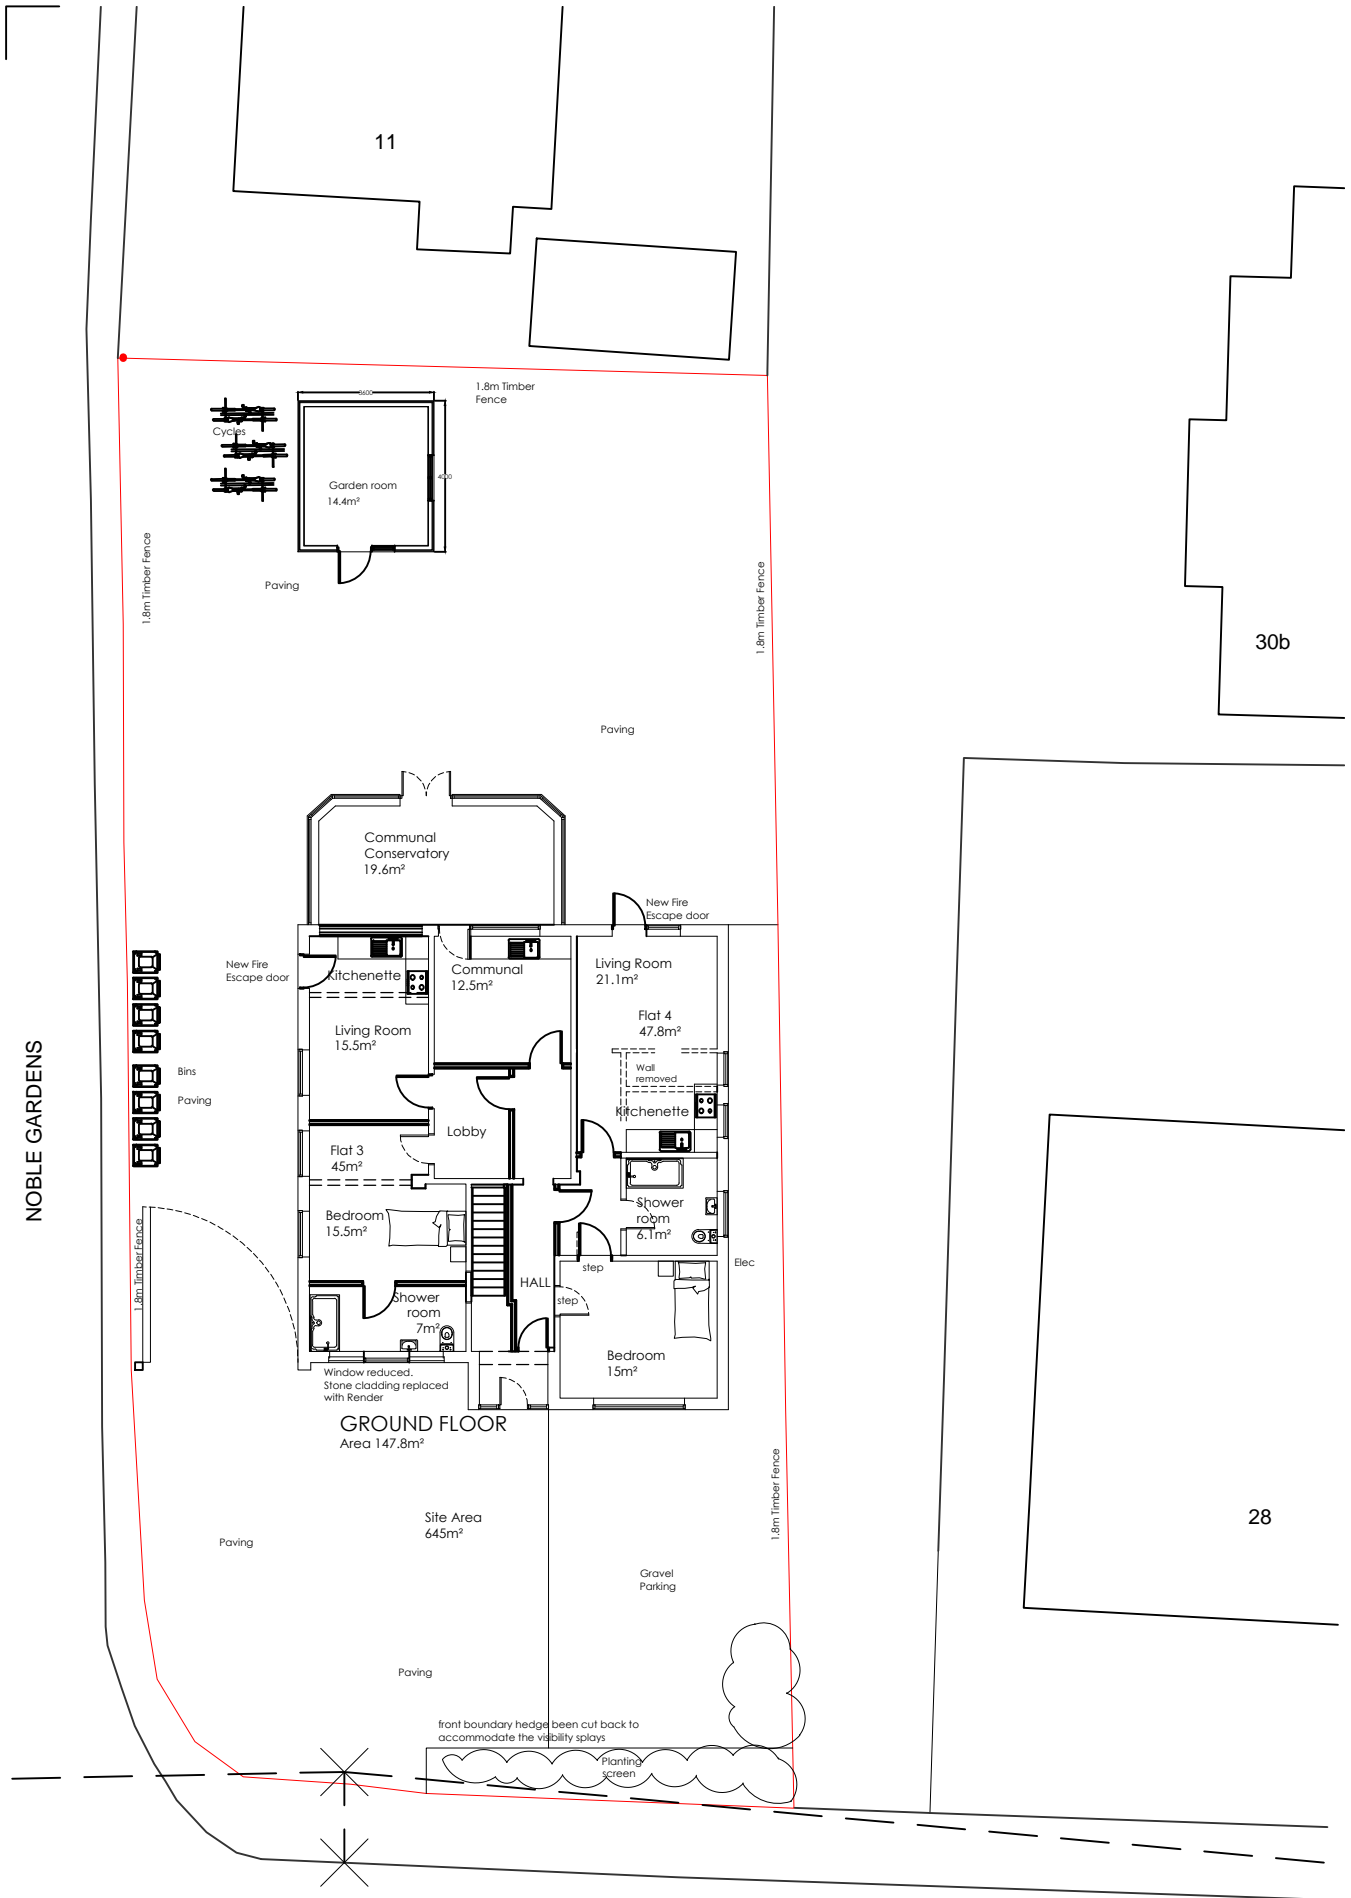 11
1.8m Timber
Fence
3600
Cycles
4000
Garden room
14.4m²
1.8m Timber Fence
1.8m Timber Fence
Paving
30b
Paving
Communal
Conservatory
19.6m²
New Fire
Escape door
New Fire
Escape door
Kitchenette
Communal
12.5m²
Living Room
21.1m²
Flat 4
47.8m²
Living Room
15.5m²
Wall
removed
Bins
Paving
Kitchenette
NOBLE GARDENS
Lobby
Flat 3
45m²
Bedroom
15.5m²
Shower
room
6.1m²
1.8m Timber Fence
Elec
step
HALL
step
Shower
room
7m²
Bedroom
15m²
Window reduced.
Stone cladding replaced
with Render
GROUND FLOOR
Area 147.8m²
1.8m Timber Fence
Site Area
645m²
28
Paving
Gravel
Parking
Paving
front boundary hedge been cut back to
accommodate the visibility splays
Planting
screen